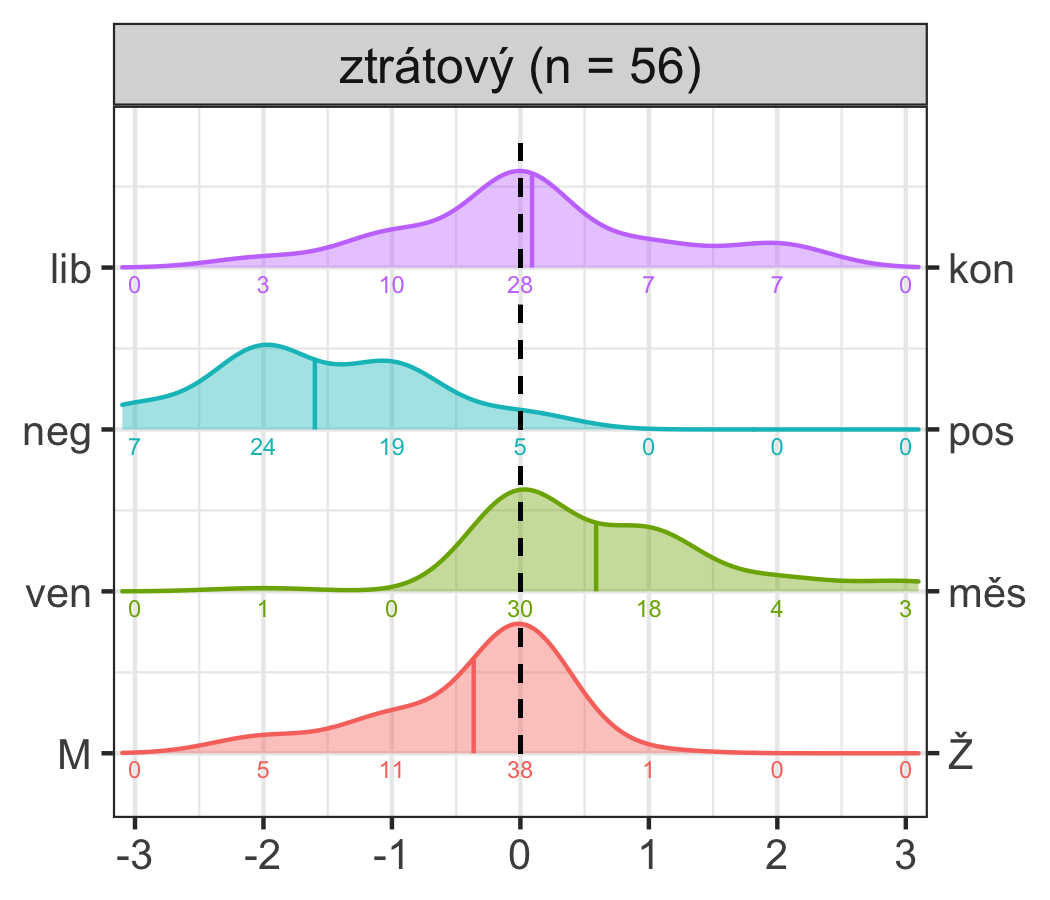 ztrátový (n = 56)
lib kon
0 3 10 28 7 7 0
neg pos
7 24 19 5 0 0 0
ven měs
0 1 0 30 18 4 3
M Ž
0 5 11 38 1 0 0
-3 -2 -1 0 1 2 3